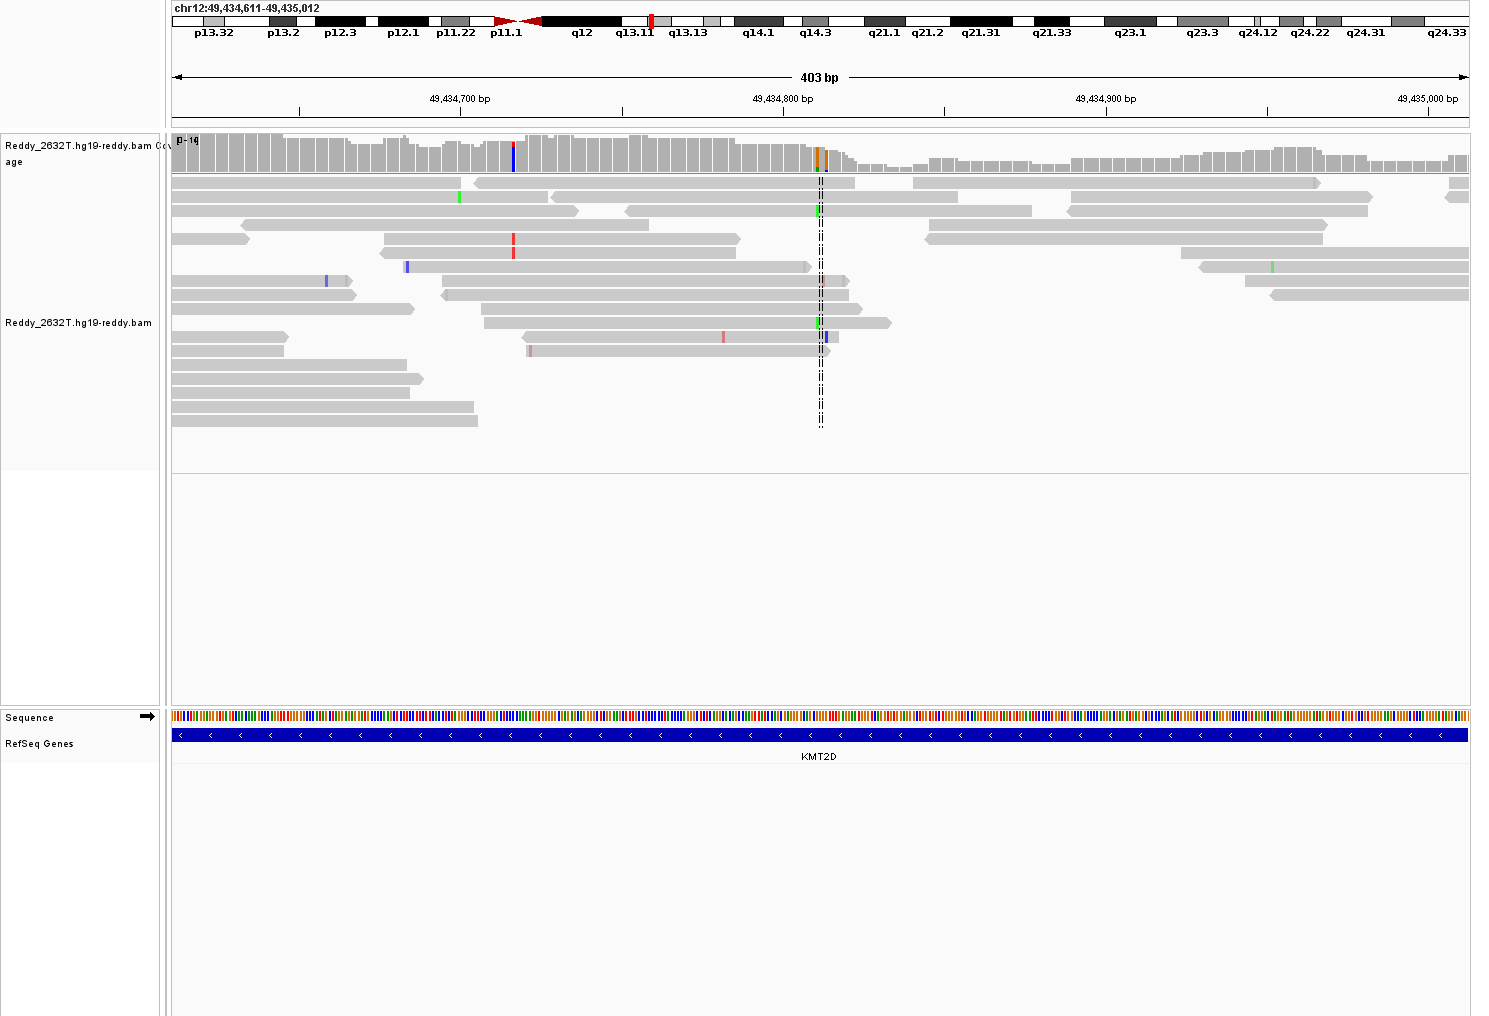 chr12:49,434,611-49,435,012
p13.32 p13.2 p12.3 p12.1 p11.22 p11.1 q12 q13.11 q13.13 q14.1 q14.3 q21.1 q21.2 q21.31 q21.33 q23.1 q23.3 q24.12 q24.22 q24.31 q24.33
403 bp
49,434,700 bp 49,434,800 bp 49,434,900 bp 49,435,000 bp
Reddy_2632T.hg19-reddy.bam Cov
age
Reddy_2632T.hg19-reddy.bam
Sequence
RefSeq Genes
KMT2D